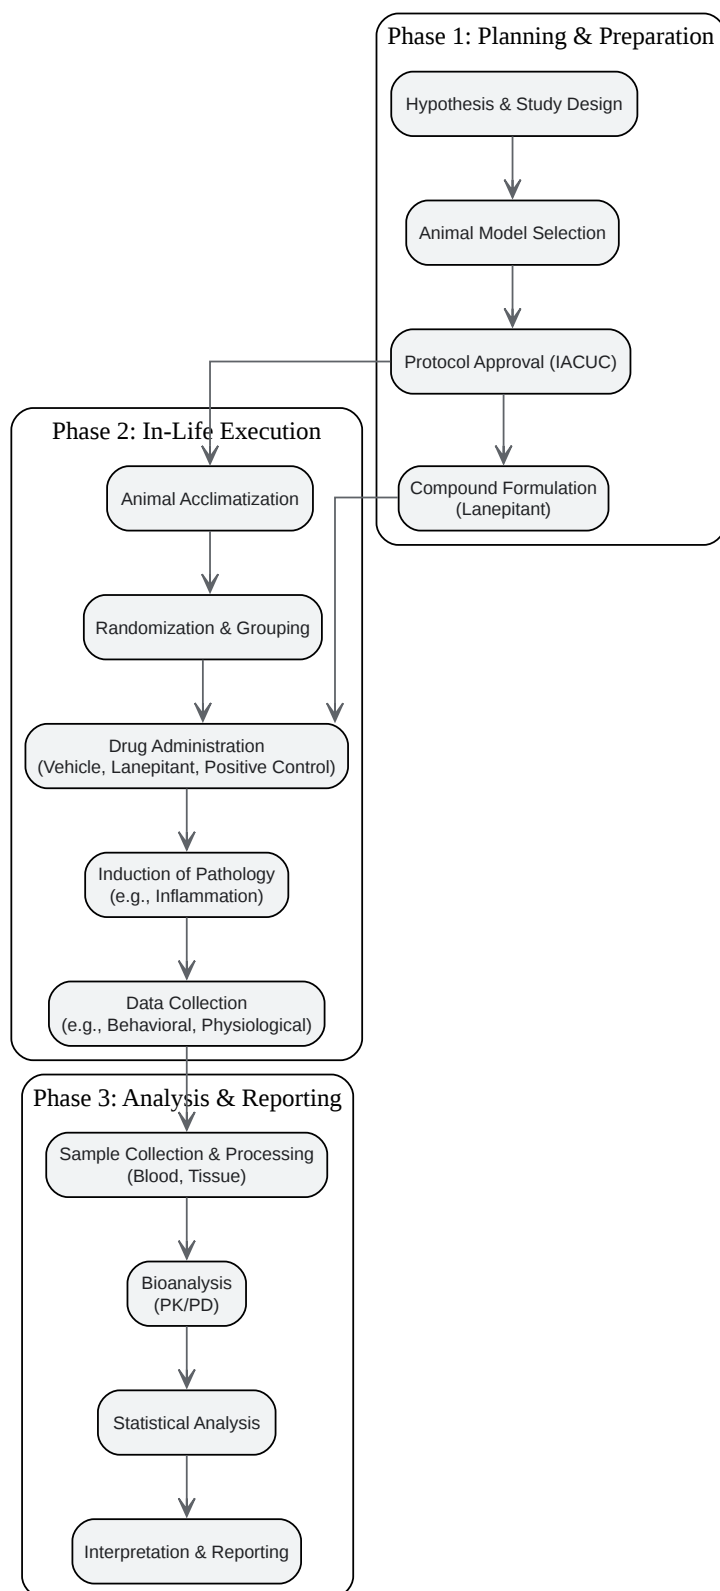 Phase 1: Planning & Preparation
Hypothesis & Study Design
Animal Model Selection
Protocol Approval (IACUC)
Compound Formulation
(Lanepitant)
Phase 2: In-Life Execution
Animal Acclimatization
Randomization & Grouping
Drug Administration
(Vehicle, Lanepitant, Positive Control)
Induction of Pathology
(e.g., Inflammation)
Data Collection
(e.g., Behavioral, Physiological)
Phase 3: Analysis & Reporting
Sample Collection & Processing
(Blood, Tissue)
Bioanalysis
(PK/PD)
Statistical Analysis
Interpretation & Reporting